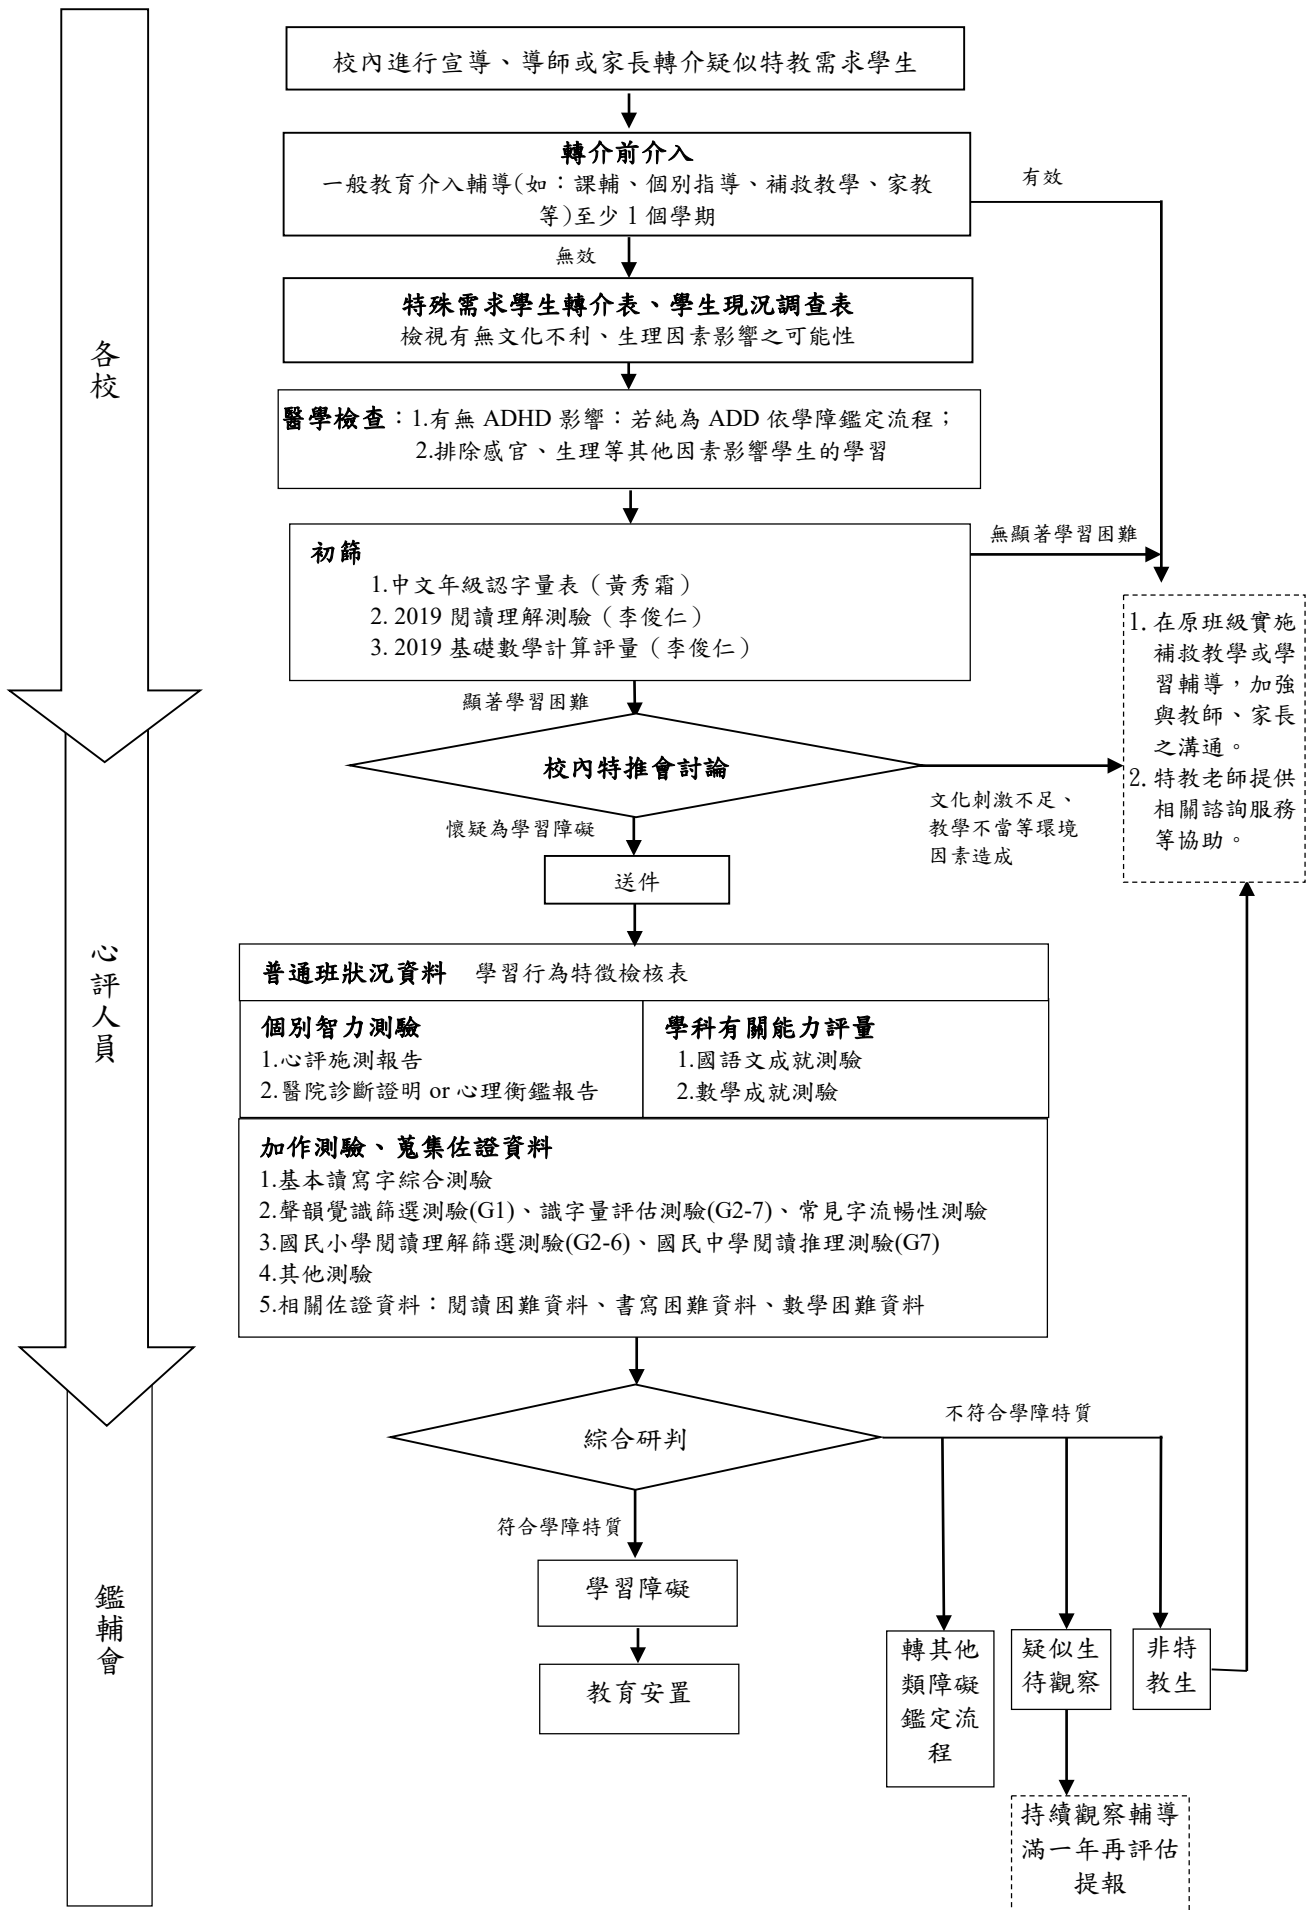 校內進行宣導、導師或家長轉介疑似特教需求學生
轉介前介入
一般教育介入輔導(如：課輔、個別指導、補救教學、家教
等)至少 1 個學期
有效
無效
特殊需求學生轉介表、學生現況調查表
檢視有無文化不利、生理因素影響之可能性
各校
醫學檢查：1.有無 ADHD 影響：若純為 ADD 依學障鑑定流程；
2.排除感官、生理等其他因素影響學生的學習
初篩
1.中文年級認字量表（黃秀霜）
2. 2019 閱讀理解測驗（李俊仁）
3. 2019 基礎數學計算評量（李俊仁）
無顯著學習困難
顯著學習困難
1. 在原班級實施
補救教學或學
習輔導，加強
與教師、家長
之溝通。
2. 特教老師提供
相關諮詢服務
等協助。
校內特推會討論
懷疑為學習障礙
文化刺激不足、
教學不當等環境
因素造成
送件
心評人員
普通班狀況資料 學習行為特徵檢核表
個別智力測驗
1.心評施測報告
2.醫院診斷證明 or 心理衡鑑報告
學科有關能力評量
1.國語文成就測驗
2.數學成就測驗
加作測驗、蒐集佐證資料
1.基本讀寫字綜合測驗
2.聲韻覺識篩選測驗(G1)、識字量評估測驗(G2-7)、常見字流暢性測驗
3.國民小學閱讀理解篩選測驗(G2-6)、國民中學閱讀推理測驗(G7)
4.其他測驗
5.相關佐證資料：閱讀困難資料、書寫困難資料、數學困難資料
綜合研判
不符合學障特質
符合學障特質
鑑輔會
學習障礙
教育安置
轉其他
類障礙
鑑定流
程
疑似生
待觀察
非特
教生
持續觀察輔導
滿一年再評估
提報